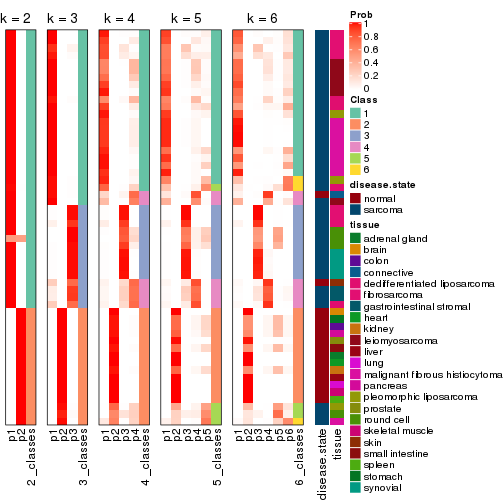 k = 2 k = 3 k = 4 k = 5 k = 6
Prob
1
0.8
0.6
0.4
0.2
0
Class
1
2
3
4
5
6
disease.state
normal
sarcoma
tissue
adrenal gland
brain
colon
connective
dedifferentiated liposarcoma
fibrosarcoma
gastrointestinal stromal
heart
kidney
leiomyosarcoma
liver
lung
malignant fibrous histiocytoma
pancreas
pleomorphic liposarcoma
prostate
round cell
skeletal muscle
skin
small intestine
spleen
stomach
synovial
p1 p2 2_classes p1 p2 p3 3_classes p1 p2 p3 p4 4_classes p1 p2 p3 p4 p5 5_classes p1 p2 p3 p4 p5 p6 6_classes disease.state tissue